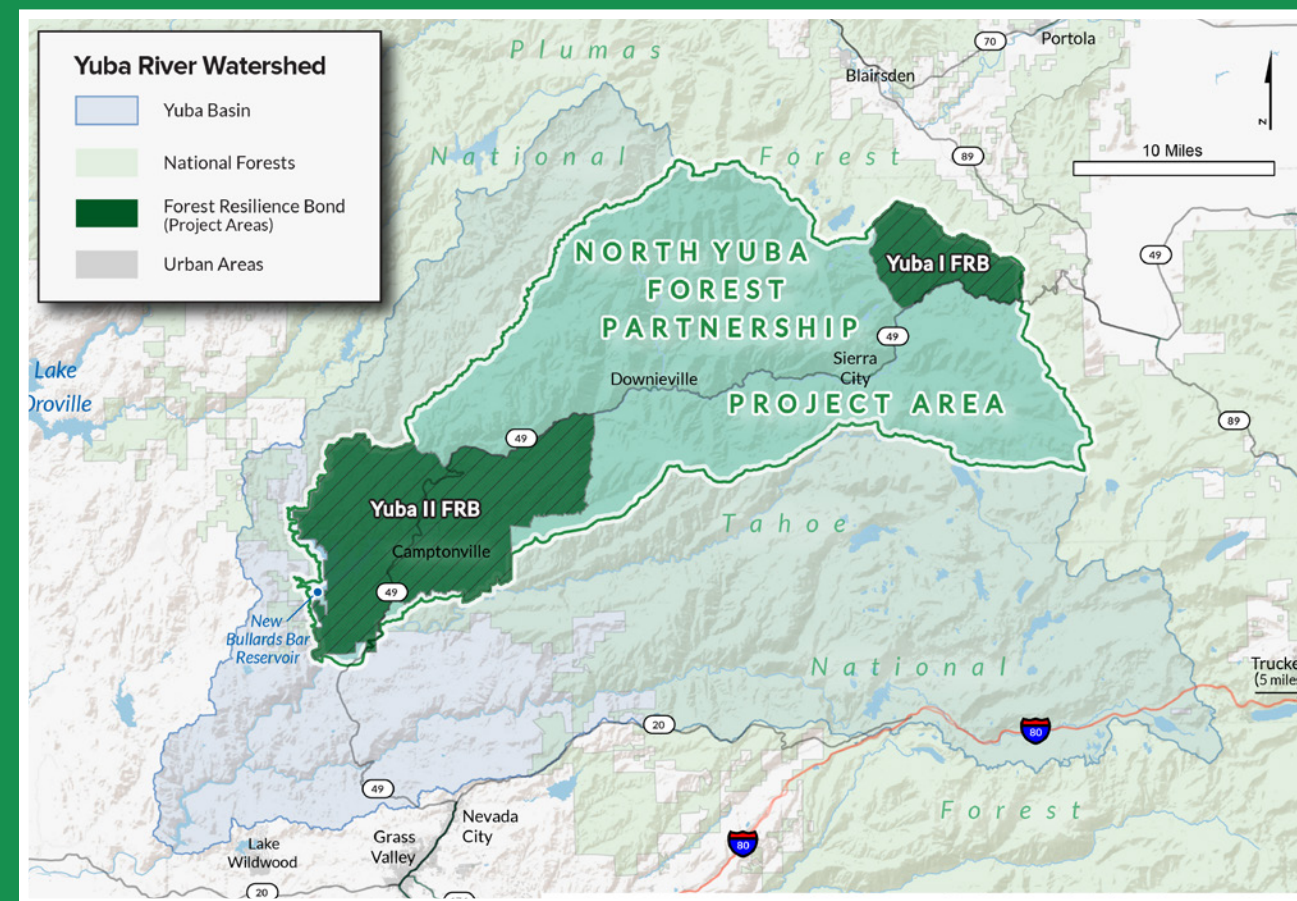 Yuba River Watershed
Yuba Basin
National Forests
Forest Resilience Bond
(Project Areas)
Urban Areas
Plumas
National Forest
70
Portola
Blairsden
N
10 Miles
89
49
NORTH YUBA
FOREST
PARTNERSHIP
Yuba I FRB
49
Sierra
City
Downieville
PROJECT AREA
Lake
Oroville
89
49
Yuba II FRB
Camptonville
49
New
Bullards Bar
Reservoir
Tahoe
National
Forest
Trucke
(5 miles
20
80
80
49
Nevada
City
Grass
Valley
Lake
Wildwood
20